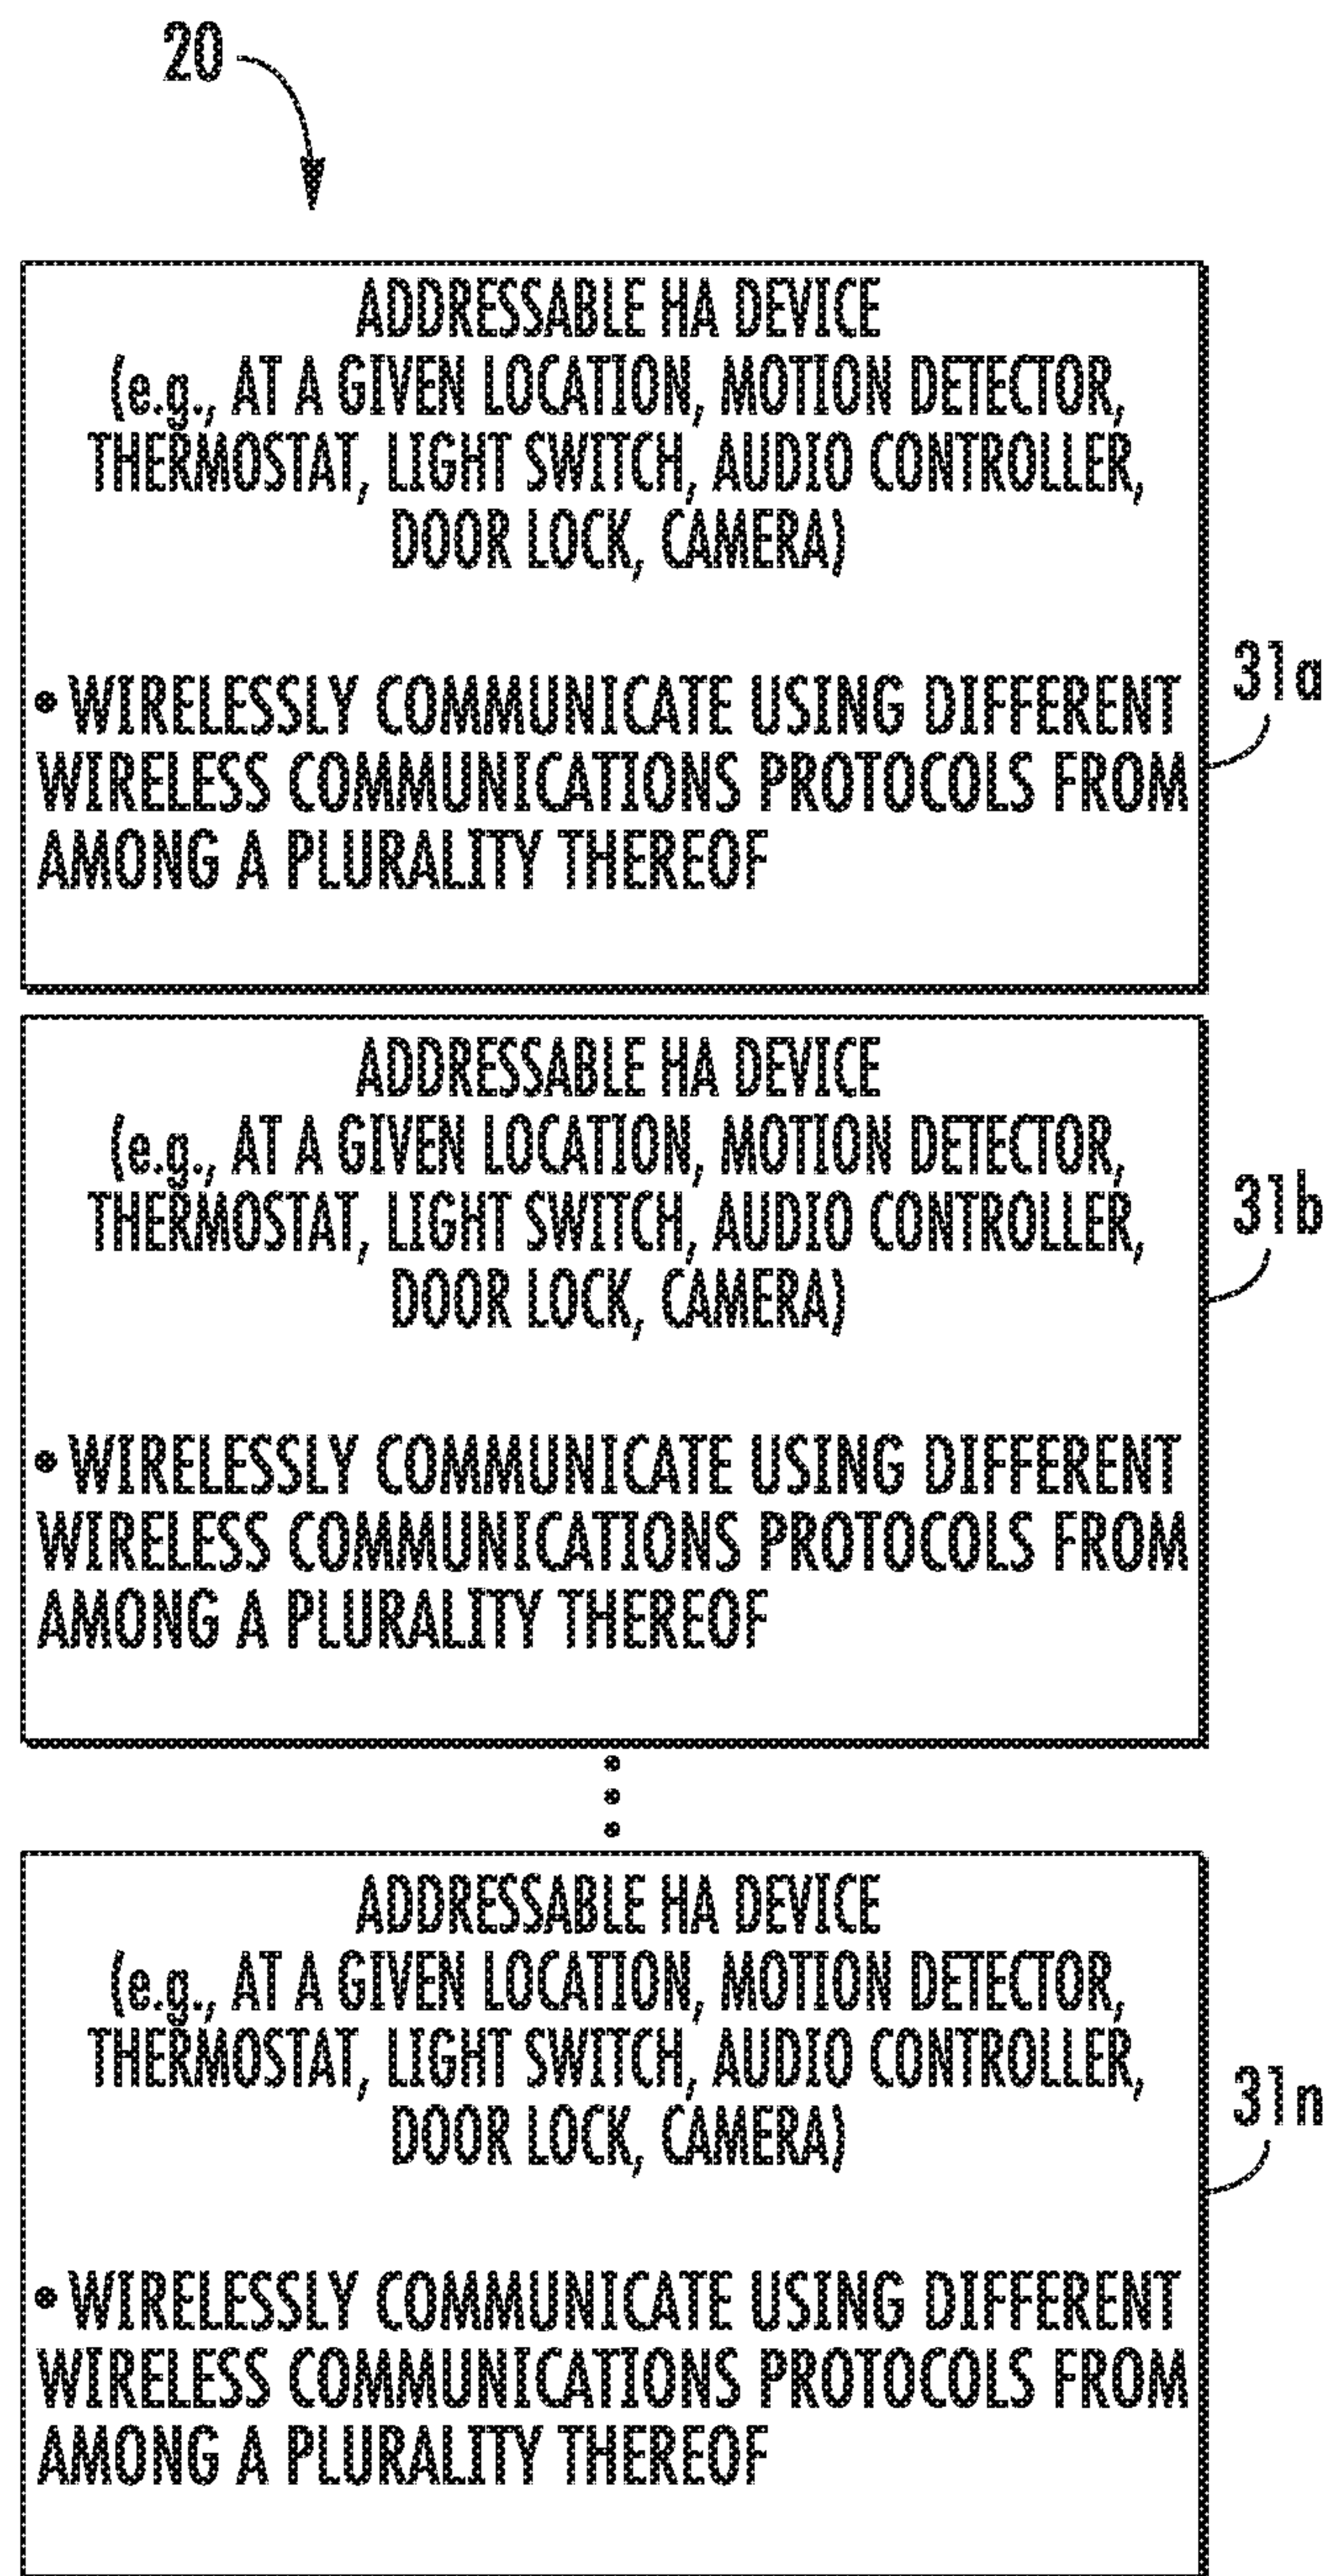 20
ADDRESSABLE HA DEVICE
(e.g., AT A GIVEN LOCATION, MOTION DETECTOR,
THERMOSTAT, LIGHT SWITCH, AUDIO CONTROLLER,
DOOR LOCK, CAMERA)
• WIRELESSLY COMMUNICATE USING DIFFERENT
WIRELESS COMMUNICATIONS PROTOCOLS FROM
AMONG A PLURALITY THEREOF
31a
ADDRESSABLE HA DEVICE
(e.g., AT A GIVEN LOCATION, MOTION DETECTOR,
THERMOSTAT, LIGHT SWITCH, AUDIO CONTROLLER,
DOOR LOCK, CAMERA)
• WIRELESSLY COMMUNICATE USING DIFFERENT
WIRELESS COMMUNICATIONS PROTOCOLS FROM
AMONG A PLURALITY THEREOF
31b
ADDRESSABLE HA DEVICE
(e.g., AT A GIVEN LOCATION, MOTION DETECTOR,
THERMOSTAT, LIGHT SWITCH, AUDIO CONTROLLER,
DOOR LOCK, CAMERA)
• WIRELESSLY COMMUNICATE USING DIFFERENT
WIRELESS COMMUNICATIONS PROTOCOLS FROM
AMONG A PLURALITY THEREOF
31n